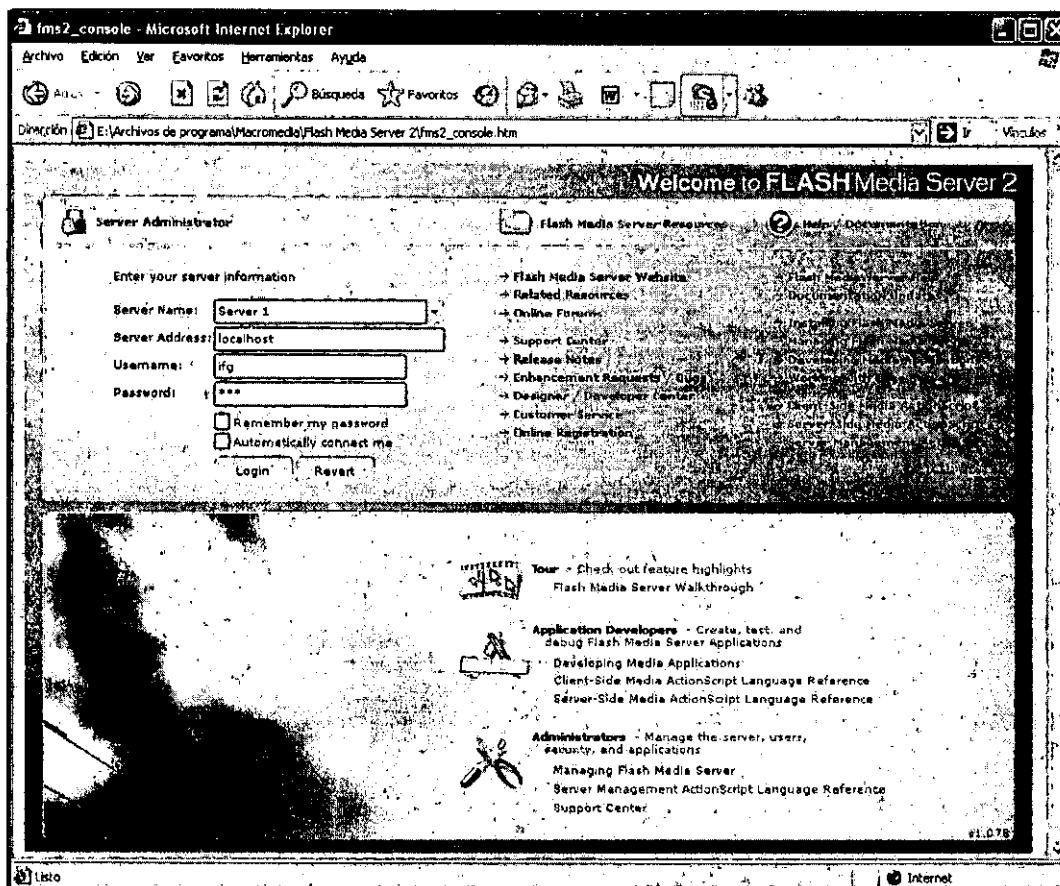 fms2_console - Microsoft Internet Explorer
Archivo Edición Ver Favoritos Herramientas Ayuda
Búsqueda Favoritos
Dirección E:\Archivos de programa\Macromedia\Flash Media Server 2\fms2_console.htm Ir Vínculos
Welcome to FLASH Media Server 2
Server Administrator
Enter your server information
Server Name: Server 1
Server Address: localhost
Username: ifg
Password: ***
Remember my password
Automatically connect me
Login Revert
Flash Media Server Resources
→ Flash Media Server Website
→ Related Resources
→ Online Forums
→ Support Center
→ Release Notes
→ Enhancement Requests / Bugs
→ Designer / Developer Center
→ Customer Service
→ Online Registration
Help / Documentation
Tour - Check out feature highlights
Flash Media Server Walkthrough
Application Developers - Create, test, and
debug Flash Media Server Applications
Developing Media Applications
Client-Side Media ActionScript Language Reference
Server-Side Media ActionScript Language Reference
Administrators - Manage the server, users,
security, and applications
Managing Flash Media Server
Server Management ActionScript Language Reference
Support Center
Listo Internet